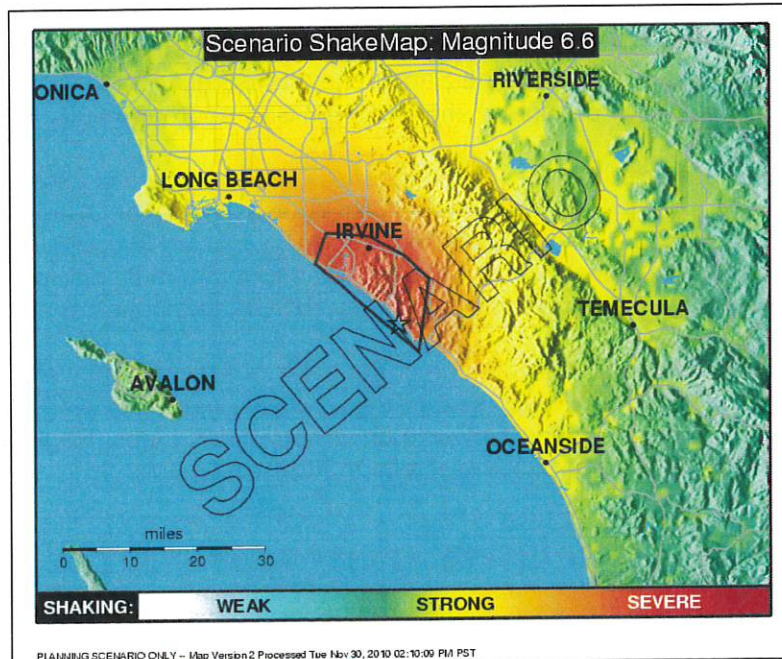 Scenario ShakeMap: Magnitude 6.6
ONICA
RIVERSIDE
LONG BEACH
IRVINE
TEMECULA
AVALON
SCENARIO
OCEANSIDE
miles
0 10 20 30
SHAKING: WEAK STRONG SEVERE
PLANNING SCENARIO ONLY -- Map Version 2 Processed Tue Nov 30, 2010 02:10:09 PM PST